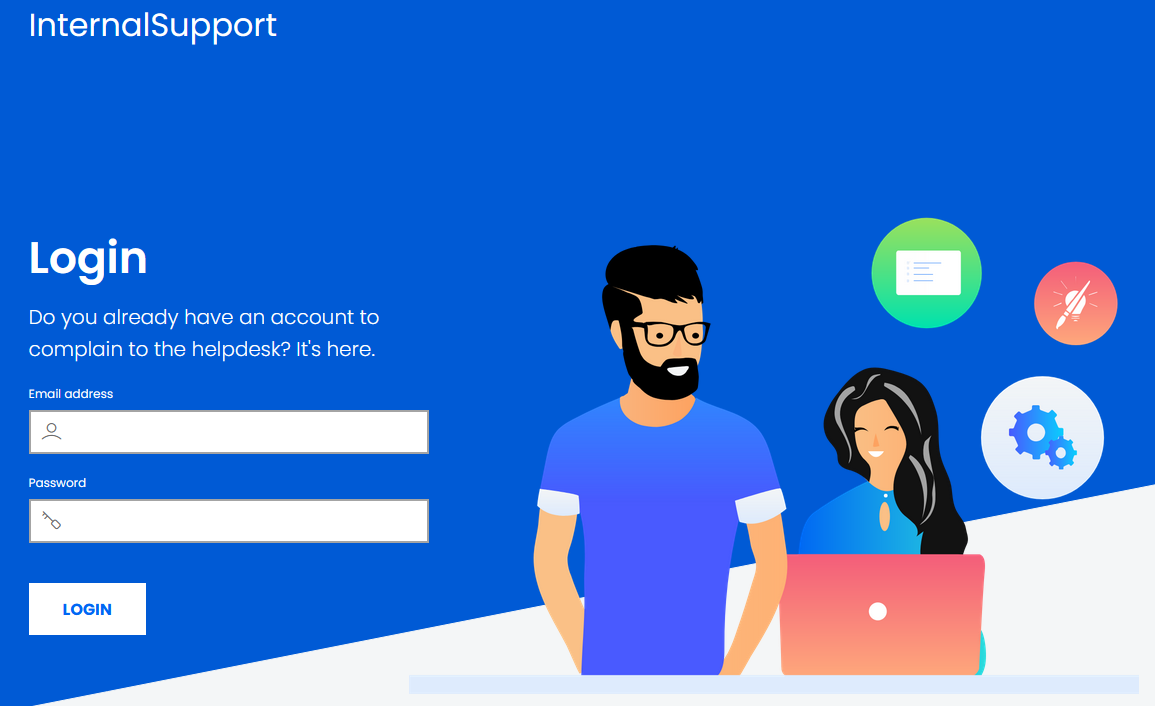 InternalSupport
Login
Do you already have an account to
complain to the helpdesk? It's here.
Email address
Password
LOGIN